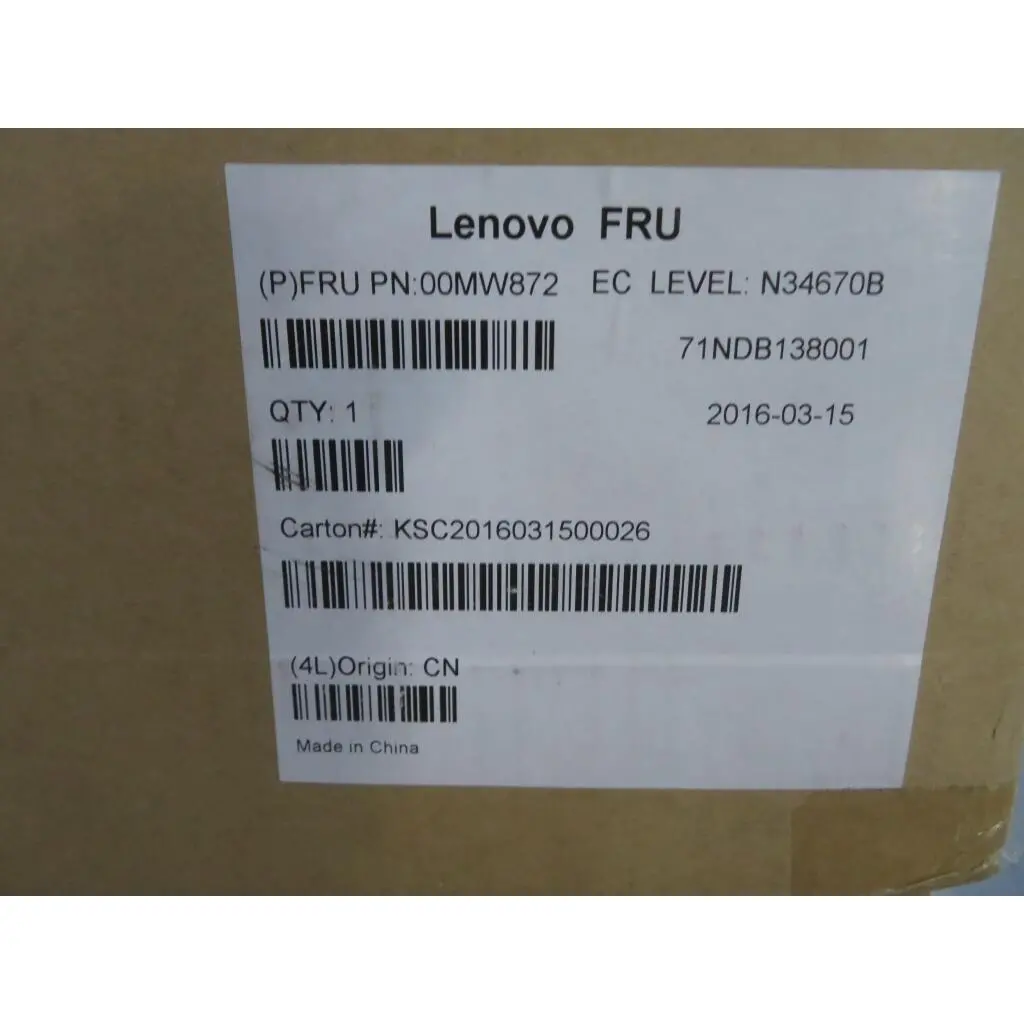 Lenovo FRU
(P)FRU PN:00MW872 EC LEVEL: N34670B
71NDB138001
QTY: 1 2016-03-15
Carton#: KSC2016031500026
(4L)Origin: CN
Made in China